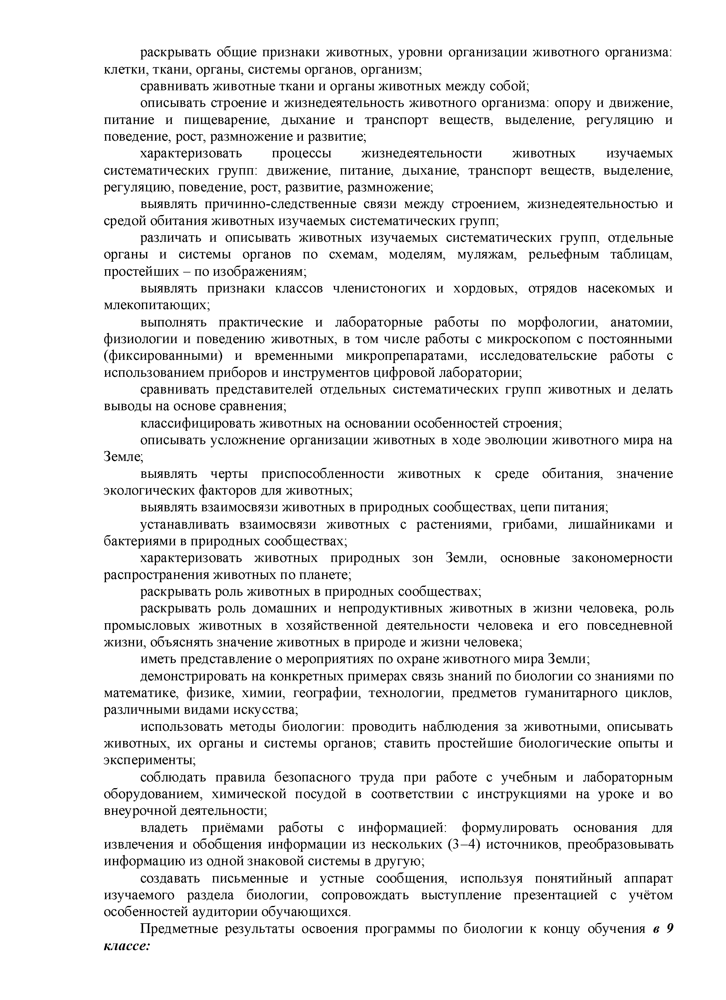 раскрывать общие признаки животных, уровни организации животного организма:
клетки, ткани, органы, системы органов, организм;
сравнивать животные ткани и органы животных между собой;
описывать строение и жизнедеятельность животного организма: опору и движение,
питание и пищеварение, дыхание и транспорт веществ, выделение, регуляцию и
поведение, рост, размножение и развитие;
характеризовать процессы жизнедеятельности животных изучаемых
систематических групп: движение, питание, дыхание, транспорт веществ, выделение,
регуляцию, поведение, рост, развитие, размножение;
выявлять причинно-следственные связи между строением, жизнедеятельностью и
средой обитания животных изучаемых систематических групп;
различать и описывать животных изучаемых систематических групп, отдельные
органы и системы органов по схемам, моделям, муляжам, рельефным таблицам,
простейших – по изображениям;
выявлять признаки классов членистоногих и хордовых, отрядов насекомых и
млекопитающих;
выполнять практические и лабораторные работы по морфологии, анатомии,
физиологии и поведению животных, в том числе работы с микроскопом с постоянными
(фиксированными) и временными микропрепаратами, исследовательские работы с
использованием приборов и инструментов цифровой лаборатории;
сравнивать представителей отдельных систематических групп животных и делать
выводы на основе сравнения;
классифицировать животных на основании особенностей строения;
описывать усложнение организации животных в ходе эволюции животного мира на
Земле;
выявлять черты приспособленности животных к среде обитания, значение
экологических факторов для животных;
выявлять взаимосвязи животных в природных сообществах, цепи питания;
устанавливать взаимосвязи животных с растениями, грибами, лишайниками и
бактериями в природных сообществах;
характеризовать животных природных зон Земли, основные закономерности
распространения животных по планете;
раскрывать роль животных в природных сообществах;
раскрывать роль домашних и непродуктивных животных в жизни человека, роль
промысловых животных в хозяйственной деятельности человека и его повседневной
жизни, объяснять значение животных в природе и жизни человека;
иметь представление о мероприятиях по охране животного мира Земли;
демонстрировать на конкретных примерах связь знаний по биологии со знаниями по
математике, физике, химии, географии, технологии, предметов гуманитарного циклов,
различными видами искусства;
использовать методы биологии: проводить наблюдения за животными, описывать
животных, их органы и системы органов; ставить простейшие биологические опыты и
эксперименты;
соблюдать правила безопасного труда при работе с учебным и лабораторным
оборудованием, химической посудой в соответствии с инструкциями на уроке и во
внеурочной деятельности;
владеть приёмами работы с информацией: формулировать основания для
извлечения и обобщения информации из нескольких (3–4) источников, преобразовывать
информацию из одной знаковой системы в другую;
создавать письменные и устные сообщения, используя понятийный аппарат
изучаемого раздела биологии, сопровождать выступление презентацией с учётом
особенностей аудитории обучающихся.
Предметные результаты освоения программы по биологии к концу обучения в 9
классе: